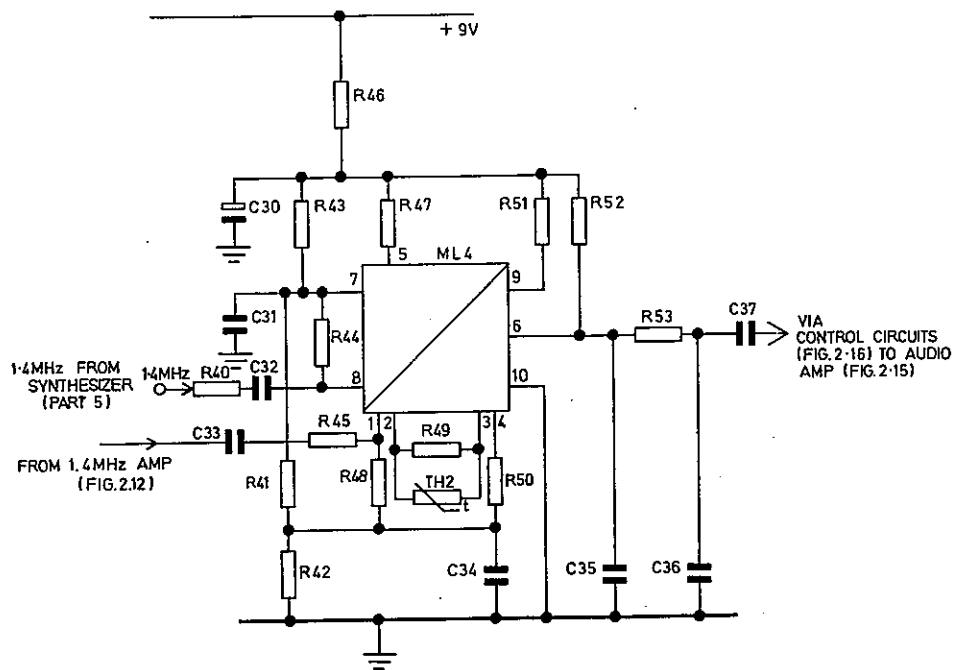 +9V
R46
C30
R43
R47
R51
R52
5
ML4
7
9
C31
R44
6
R53
C37
VIA
CONTROL CIRCUITS
(FIG. 2·16) TO AUDIO
AMP (FIG. 2·15)
1·4MHz FROM
SYNTHESIZER
(PART 5)
1·4MHz
R40
C32
8
10
1
2
3
4
C33
R45
R49
FROM 1.4MHz AMP
(FIG. 2.12)
R41
R48
TH2
t
R50
R42
C34
C35
C36